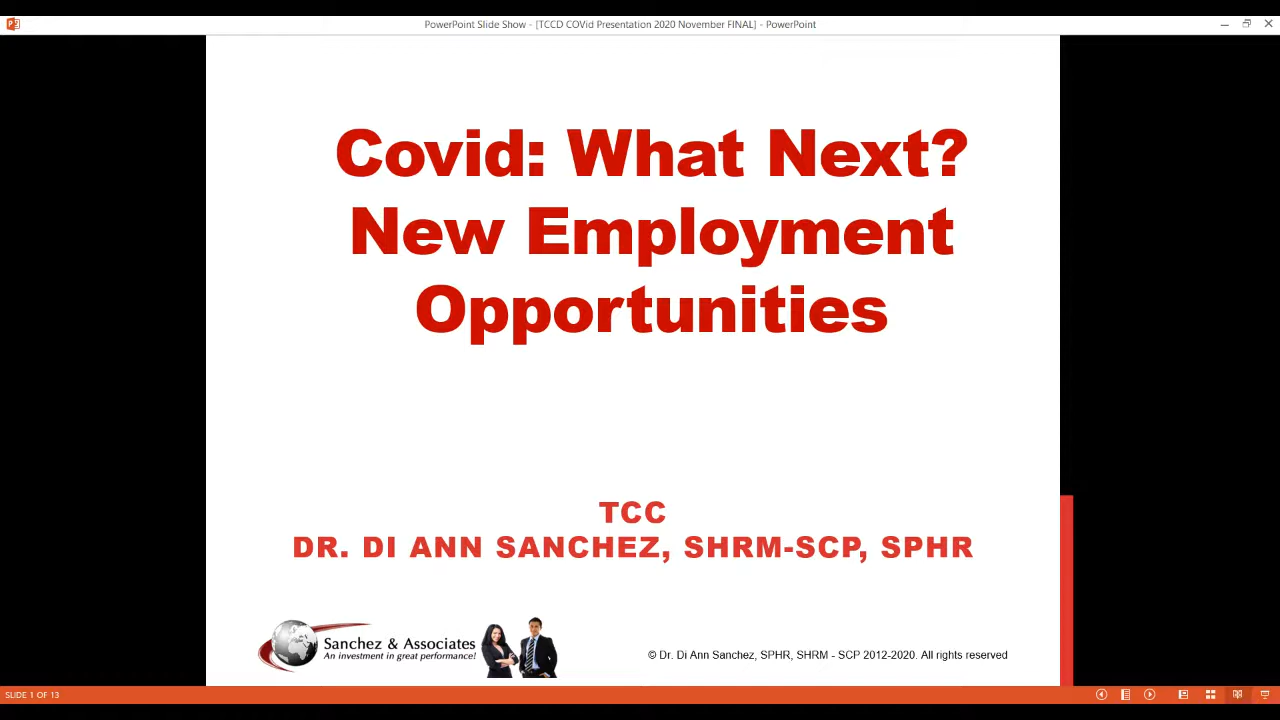 PowerPoint Slide Show - [TCCD COVid Presentation 2020 November FINAL] - PowerPoint
Covid: What Next?
New Employment
Opportunities
TCC
DR. DI ANN SANCHEZ, SHRM-SCP, SPHR
Sanchez & Associates
An investment in great performance!
© Dr. Di Ann Sanchez, SPHR, SHRM - SCP 2012-2020. All rights reserved
SLIDE 1 OF 13